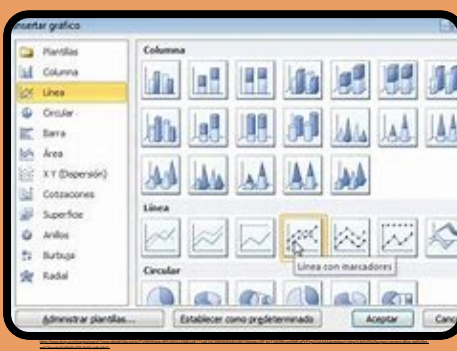 Insertar gráfico
Plantillas
Columna
Línea
Circular
Barra
Área
X Y (Dispersión)
Cotizaciones
Superficie
Anillos
Burbuja
Radial
Columna
Línea
Línea con marcadores
Circular
Administrar plantillas...
Establecer como predeterminado
Aceptar
Canc